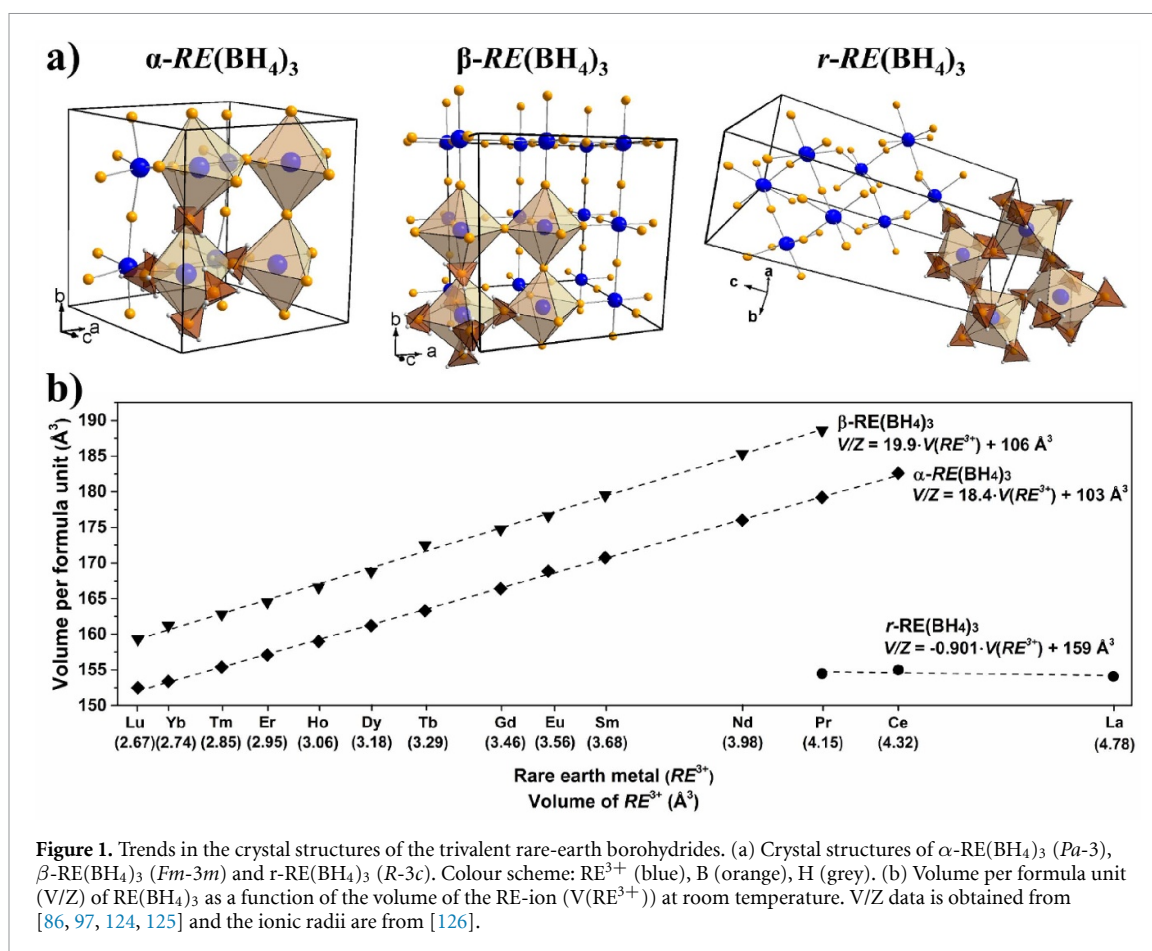 a)
α-RE(BH₄)₃
β-RE(BH₄)₃
r-RE(BH₄)₃
b
a
c
b
a
c
a
c
b
b)
Volume per formula unit (Å³)
190
185
180
175
170
165
160
155
150
β-RE(BH₄)₃
V/Z = 19.9·V(RE³⁺) + 106 Å³
α-RE(BH₄)₃
V/Z = 18.4·V(RE³⁺) + 103 Å³
r-RE(BH₄)₃
V/Z = -0.901·V(RE³⁺) + 159 Å³
Lu Yb Tm Er Ho Dy Tb Gd Eu Sm Nd Pr Ce La
(2.67) (2.74) (2.85) (2.95) (3.06) (3.18) (3.29) (3.46) (3.56) (3.68) (3.98) (4.15) (4.32) (4.78)
Rare earth metal (RE³⁺)
Volume of RE³⁺ (Å³)
Figure 1. Trends in the crystal structures of the trivalent rare-earth borohydrides. (a) Crystal structures of α-RE(BH₄)₃ (Pa-3),
β-RE(BH₄)₃ (Fm-3m) and r-RE(BH₄)₃ (R-3c). Colour scheme: RE³⁺ (blue), B (orange), H (grey). (b) Volume per formula unit
(V/Z) of RE(BH₄)₃ as a function of the volume of the RE-ion (V(RE³⁺)) at room temperature. V/Z data is obtained from
[86, 97, 124, 125] and the ionic radii are from [126].